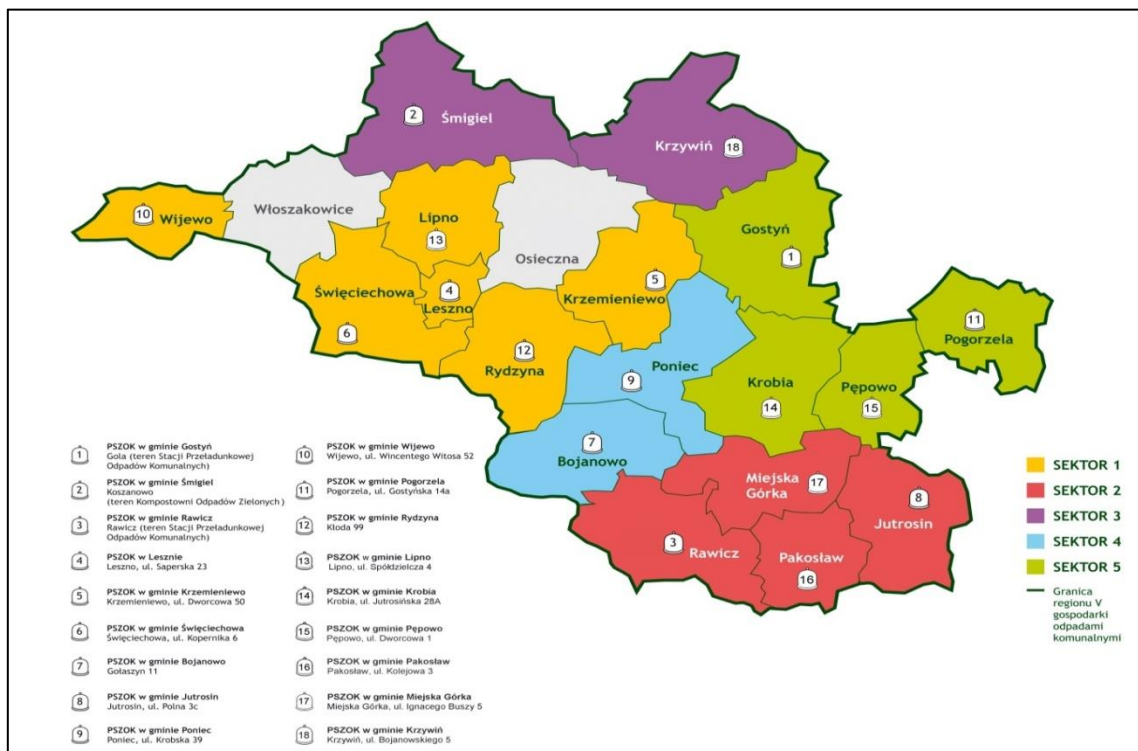 2
Śmigiel
Krzywiń
18
10
Wijewo
Włoszakowice
Lipno
13
Osieczna
Gostyń
1
Święciechowa
4
Leszno
5
Krzemieniewo
6
12
Rydzyna
11
Pogorzela
Poniec
9
Krobia
14
Pępowo
15
7
Bojanowo
Miejska
Górka
17
8
Jutrosin
3
Rawicz
Pakosław
16
1
PSZOK w gminie Gostyń
Gola (teren Stacji Przeładunkowej
Odpadów Komunalnych)
2
PSZOK w gminie Śmigiel
Koszanowo
(teren Kompostowni Odpadów Zielonych )
3
PSZOK w gminie Rawicz
Rawicz (teren Stacji Przeładunkowej
Odpadów Komunalnych)
4
PSZOK w Lesznie
Leszno, ul. Saperska 23
5
PSZOK w gminie Krzemieniewo
Krzemieniewo, ul. Dworcowa 50
6
PSZOK w gminie Święciechowa
Święciechowa, ul. Kopernika 6
7
PSZOK w gminie Bojanowo
Gołaszyn 11
8
PSZOK w gminie Jutrosin
Jutrosin, ul. Polna 3c
9
PSZOK w gminie Poniec
Poniec, ul. Krobska 39
10
PSZOK w gminie Wijewo
Wijewo, ul. Wincentego Witosa 52
11
PSZOK w gminie Pogorzela
Pogorzela, ul. Gostyńska 14a
12
PSZOK w gminie Rydzyna
Kłoda 99
13
PSZOK w gminie Lipno
Lipno, ul. Spółdzielcza 4
14
PSZOK w gminie Krobia
Krobia, ul. Jutrosińska 28A
15
PSZOK w gminie Pępowo
Pępowo, ul. Dworcowa 1
16
PSZOK w gminie Pakosław
Pakosław, ul. Kolejowa 3
17
PSZOK w gminie Miejska Górka
Miejska Górka, ul. Ignacego Buszy 5
18
PSZOK w gminie Krzywiń
Krzywiń, ul. Bojanowskiego 5
SEKTOR 1
SEKTOR 2
SEKTOR 3
SEKTOR 4
SEKTOR 5
Granica
regionu V
gospodarki
odpadami
komunalnymi